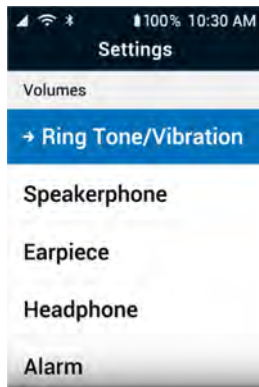 100% 10:30 AM
Settings
Volumes
→ Ring Tone/Vibration
Speakerphone
Earpiece
Headphone
Alarm